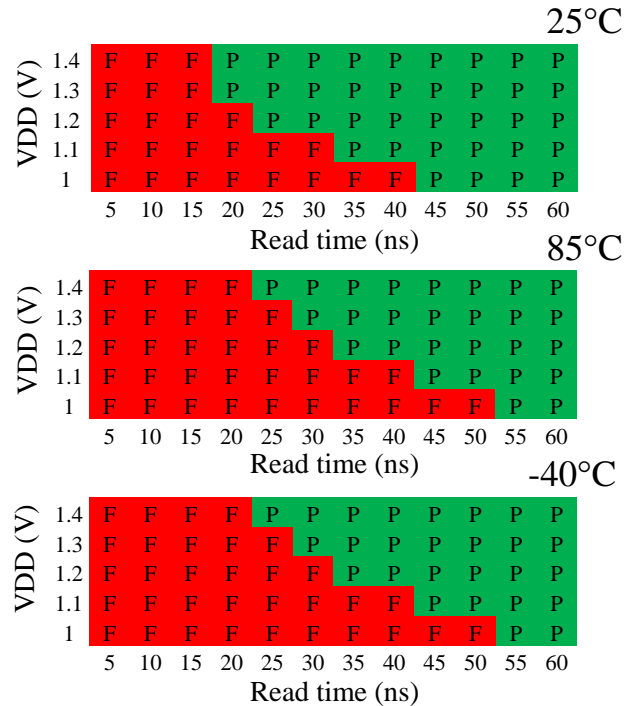 25°C
VDD (V)
1.4 F F F P P P P P P P P P
1.3 F F F P P P P P P P P P
1.2 F F F F P P P P P P P P
1.1 F F F F F F P P P P P P
1 F F F F F F F F P P P P
5 10 15 20 25 30 35 40 45 50 55 60
Read time (ns)
85°C
VDD (V)
1.4 F F F F P P P P P P P P
1.3 F F F F F P P P P P P P
1.2 F F F F F F P P P P P P
1.1 F F F F F F F F P P P P
1 F F F F F F F F F F P P
5 10 15 20 25 30 35 40 45 50 55 60
Read time (ns)
-40°C
VDD (V)
1.4 F F F F P P P P P P P P
1.3 F F F F F P P P P P P P
1.2 F F F F F F P P P P P P
1.1 F F F F F F F F P P P P
1 F F F F F F F F F F P P
5 10 15 20 25 30 35 40 45 50 55 60
Read time (ns)